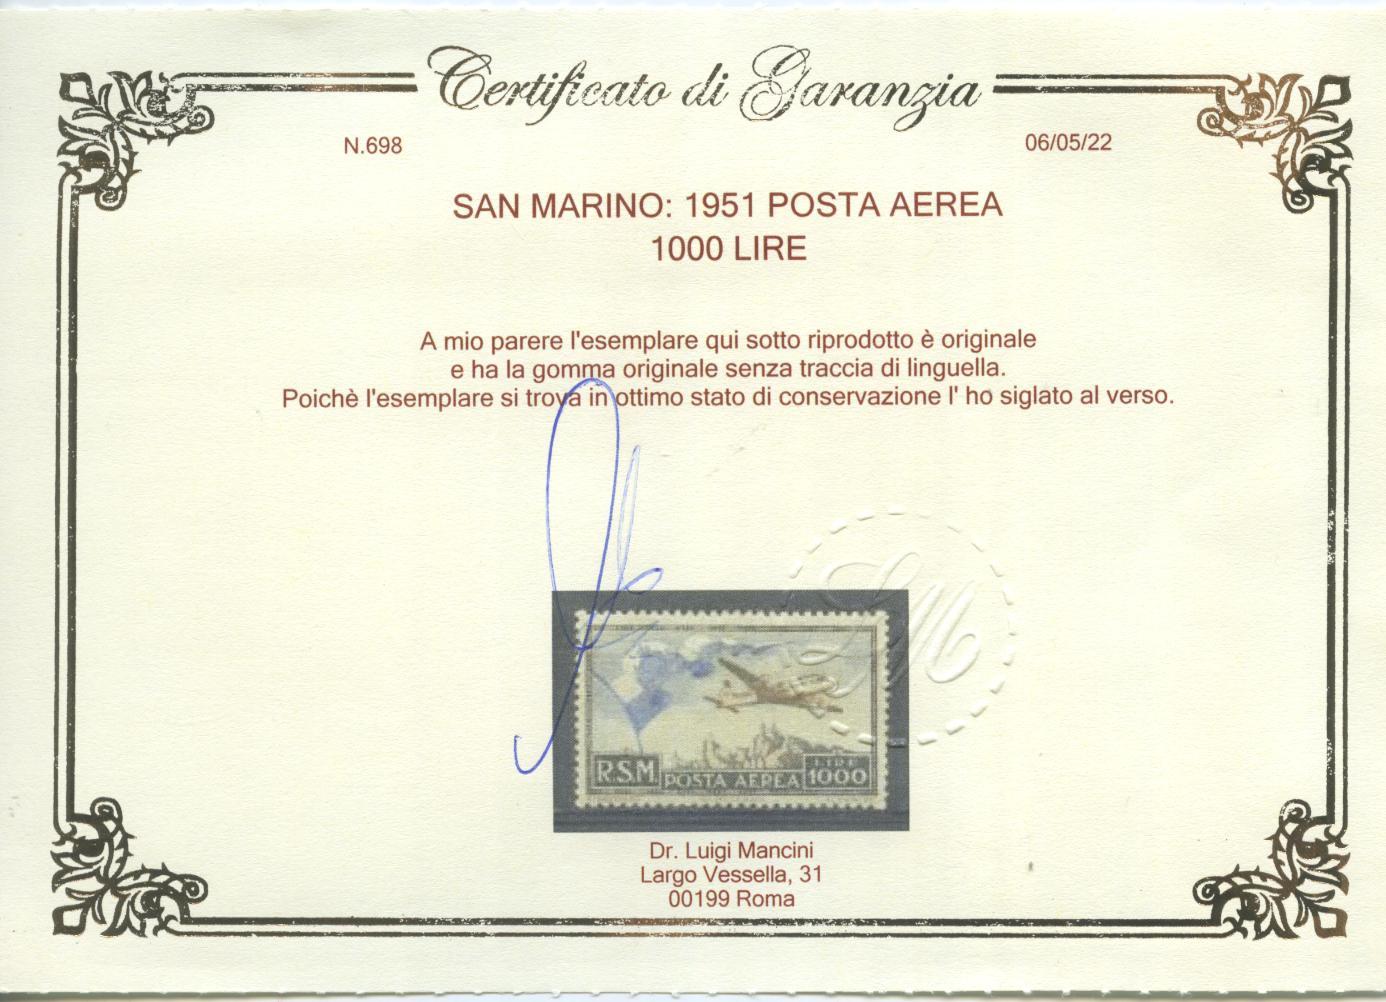 Certificato di Garanzia
N.698
06/05/22
SAN MARINO: 1951 POSTA AEREA
1000 LIRE
A mio parere l'esemplare qui sotto riprodotto è originale
e ha la gomma originale senza traccia di linguella.
Poichè l'esemplare si trova in ottimo stato di conservazione l' ho siglato al verso.
LM
R.S.M.
POSTA AEREA
LIRE
1000
Dr. Luigi Mancini
Largo Vessella, 31
00199 Roma